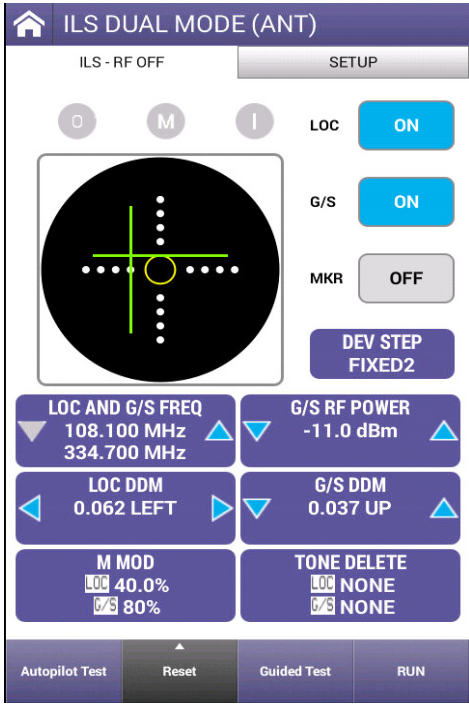 ILS DUAL MODE (ANT)
ILS - RF OFF
SETUP
O M I
LOC
ON
G/S
ON
MKR
OFF
DEV STEP
FIXED2
LOC AND G/S FREQ
108.100 MHz
334.700 MHz
G/S RF POWER
-11.0 dBm
LOC DDM
0.062 LEFT
G/S DDM
0.037 UP
M MOD
LOC 40.0%
G/S 80%
TONE DELETE
LOC NONE
G/S NONE
Autopilot Test
Reset
Guided Test
RUN